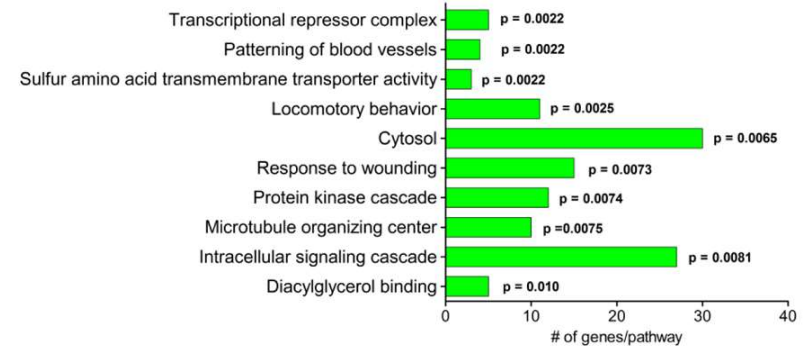 Transcriptional repressor complex p = 0.0022
Patterning of blood vessels p = 0.0022
Sulfur amino acid transmembrane transporter activity p = 0.0022
Locomotory behavior p = 0.0025
Cytosol p = 0.0065
Response to wounding p = 0.0073
Protein kinase cascade p = 0.0074
Microtubule organizing center p =0.0075
Intracellular signaling cascade p = 0.0081
Diacylglycerol binding p = 0.010
0 10 20 30 40
# of genes/pathway